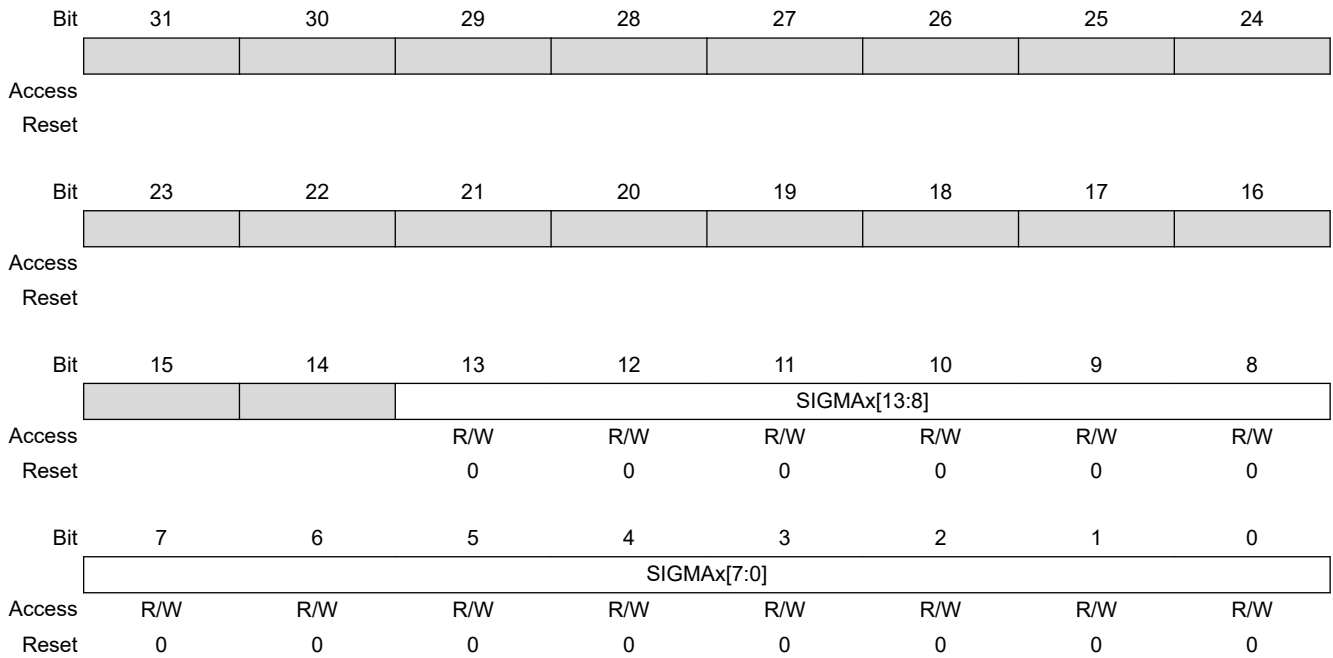 Bit 31 30 29 28 27 26 25 24
Access
Reset
Bit 23 22 21 20 19 18 17 16
Access
Reset
Bit 15 14 13 12 11 10 9 8
SIGMAx[13:8]
Access R/W R/W R/W R/W R/W R/W
Reset 0 0 0 0 0 0
Bit 7 6 5 4 3 2 1 0
SIGMAx[7:0]
Access R/W R/W R/W R/W R/W R/W R/W R/W
Reset 0 0 0 0 0 0 0 0